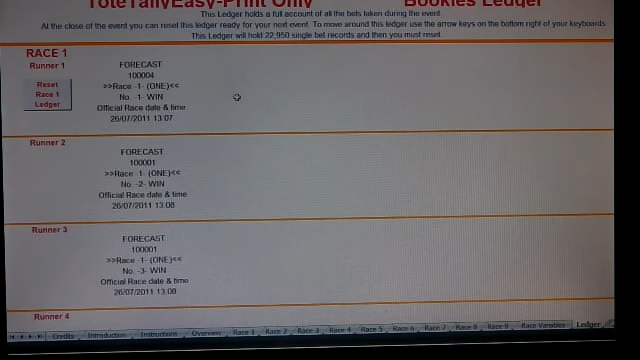 ToteTallyEasy-Print Only Bookies Ledger
This Ledger holds a full account of all the bets taken during the event
At the close of the event you can reset this ledger ready for your next event. To move around this ledger use the arrow keys on the bottom right of your keyboards
This Ledger will hold 22,950 single bet records and then you must reset
RACE 1
Runner 1
Reset
Race 1
Ledger
FORECAST
100004
>>Race -1- (ONE)<<
No. -1- WIN
Official Race date & time
26/07/2011 13:07
Runner 2
FORECAST
100001
>>Race -1- (ONE)<<
No. -2- WIN
Official Race date & time
26/07/2011 13:08
Runner 3
FORECAST
100001
>>Race -1- (ONE)<<
No. -3- WIN
Official Race date & time
26/07/2011 13:08
Runner 4
Credits Introduction Instructions Overview Race 1 Race 2 Race 3 Race 4 Race 5 Race 6 Race 7 Race 8 Race 9 Race Variables Ledger